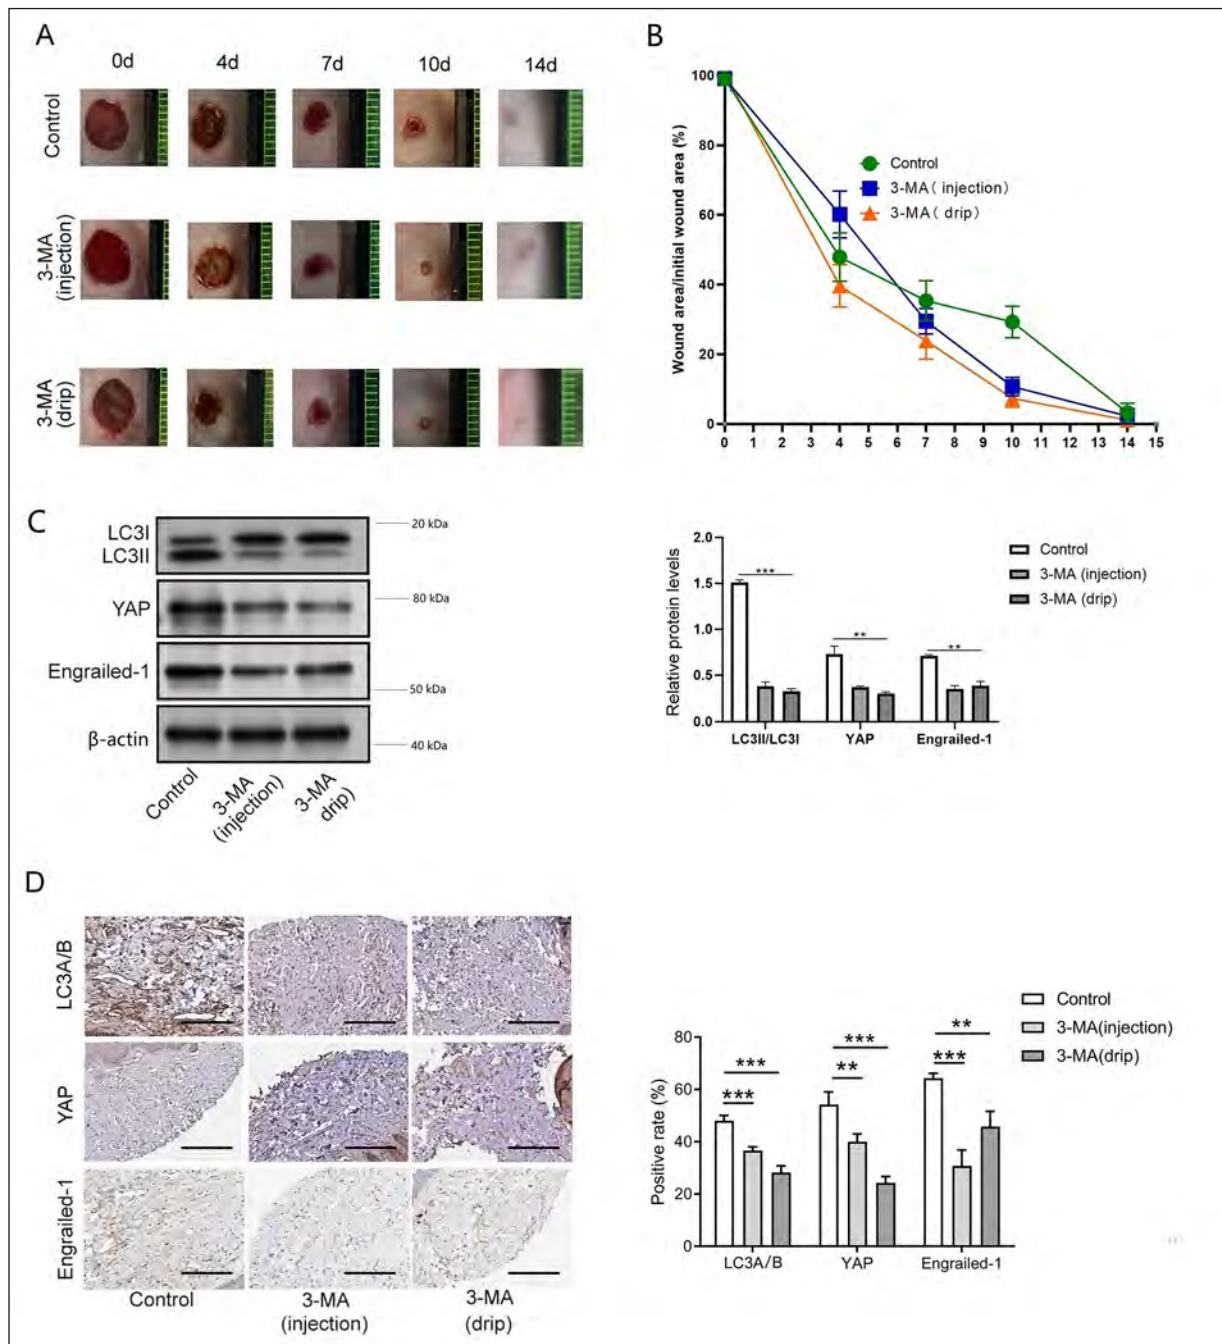 A
0d 4d 7d 10d 14d
Control
3-MA
(injection)
3-MA
(drip)
B
100
80
60
40
20
0
Wound area/initial wound area (%)
Control
3-MA( injection)
3-MA( drip)
0 1 2 3 4 5 6 7 8 9 10 11 12 13 14 15
C
LC3I
LC3II
YAP
Engrailed-1
β-actin
20 kDa
80 kDa
50 kDa
40 kDa
Control
3-MA
(injection)
3-MA
drip)
2.0
1.5
1.0
0.5
0.0
Relative protein levels
***
**
**
LC3II/LC3I YAP Engrailed-1
Control
3-MA (injection)
3-MA (drip)
D
LC3A/B
YAP
Engrailed-1
Control
3-MA
(injection)
3-MA
(drip)
80
60
40
20
0
Positive rate (%)
***
***
***
**
**
***
LC3A/B YAP Engrailed-1
Control
3-MA(injection)
3-MA(drip)